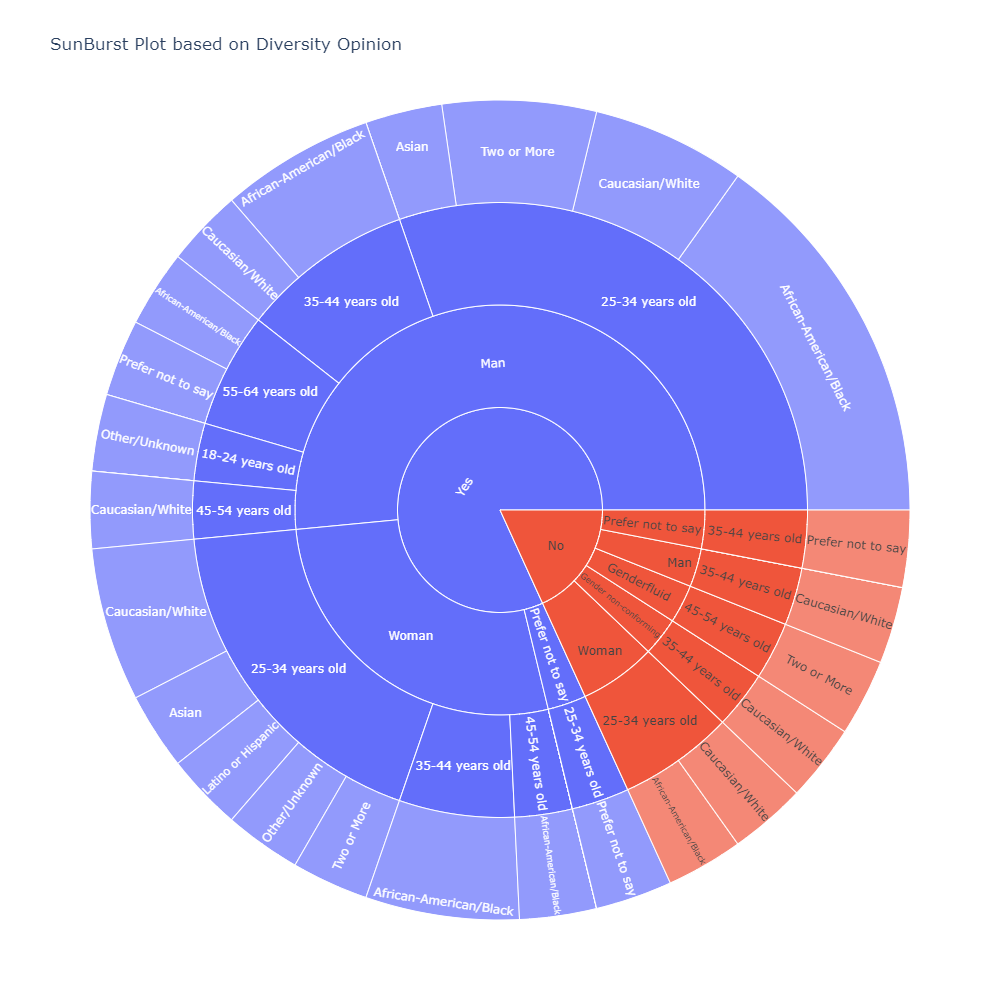 SunBurst Plot based on Diversity Opinion
Yes
Man
25-34 years old
African-American/Black
Caucasian/White
Two or More
Asian
35-44 years old
African-American/Black
Caucasian/White
55-64 years old
African-American/Black
Prefer not to say
18-24 years old
Other/Unknown
45-54 years old
Caucasian/White
Woman
25-34 years old
Caucasian/White
Asian
Latino or Hispanic
Other/Unknown
Two or More
35-44 years old
African-American/Black
45-54 years old
African-American/Black
Prefer not to say
25-34 years old
Prefer not to say
No
Woman
25-34 years old
African-American/Black
Caucasian/White
Gender non-conforming
35-44 years old
Caucasian/White
Genderfluid
45-54 years old
Two or More
Man
35-44 years old
Caucasian/White
Prefer not to say
35-44 years old
Prefer not to say